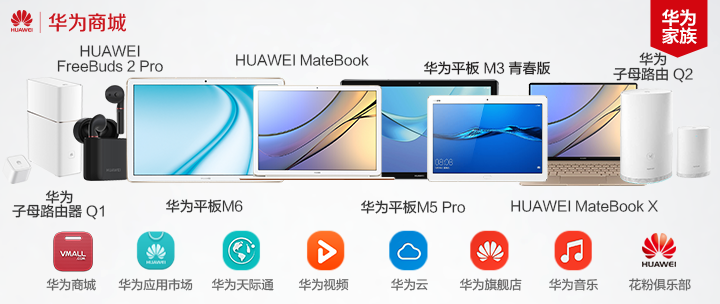 HUAWEI
华为商城
华为
家族
HUAWEI
FreeBuds 2 Pro
HUAWEI MateBook
华为平板 M3 青春版
华为
子母路由 Q2
08:08
华为
子母路由器 Q1
华为平板M6
华为平板M5 Pro
HUAWEI MateBook X
VMALL
华为商城
华为应用市场
华为天际通
华为视频
华为云
华为旗舰店
华为音乐
HUAWEI
花粉俱乐部